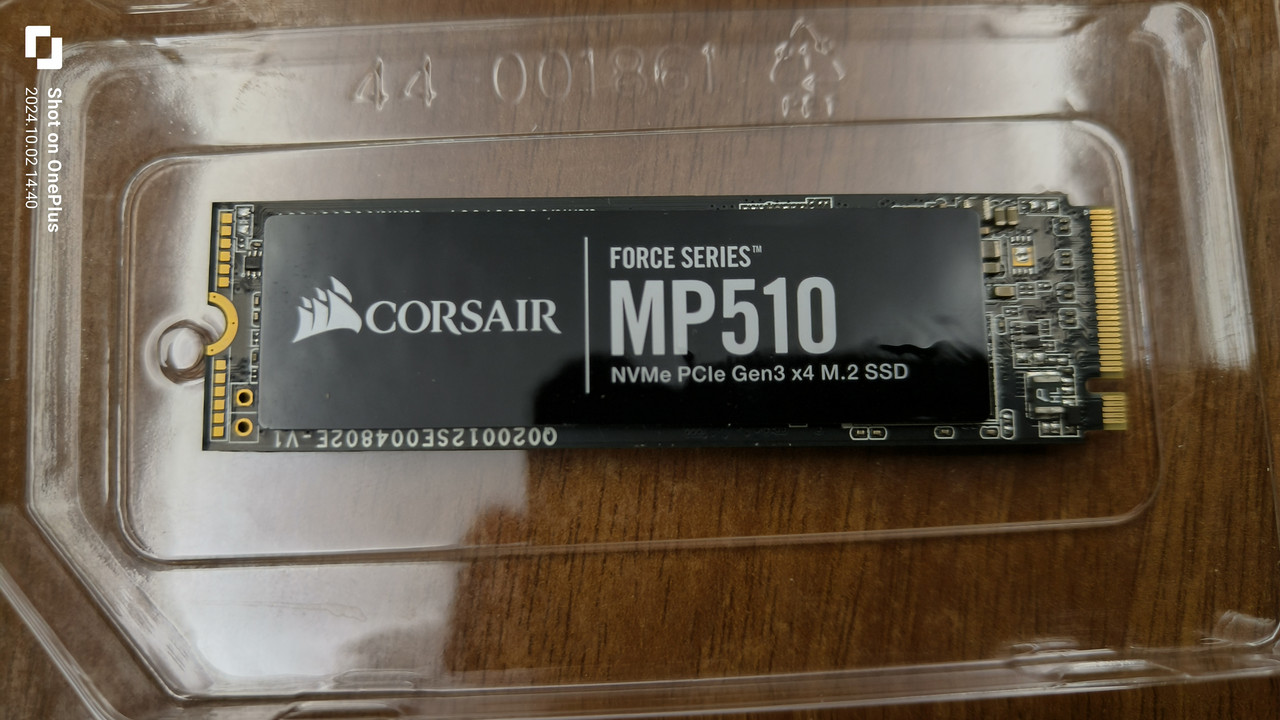 Shot on OnePlus
2024.10.02 14:40
44 001861
CORSAIR
FORCE SERIES™
MP510
NVMe PCIe Gen3 x4 M.2 SSD
QO20012SE004802E-V1